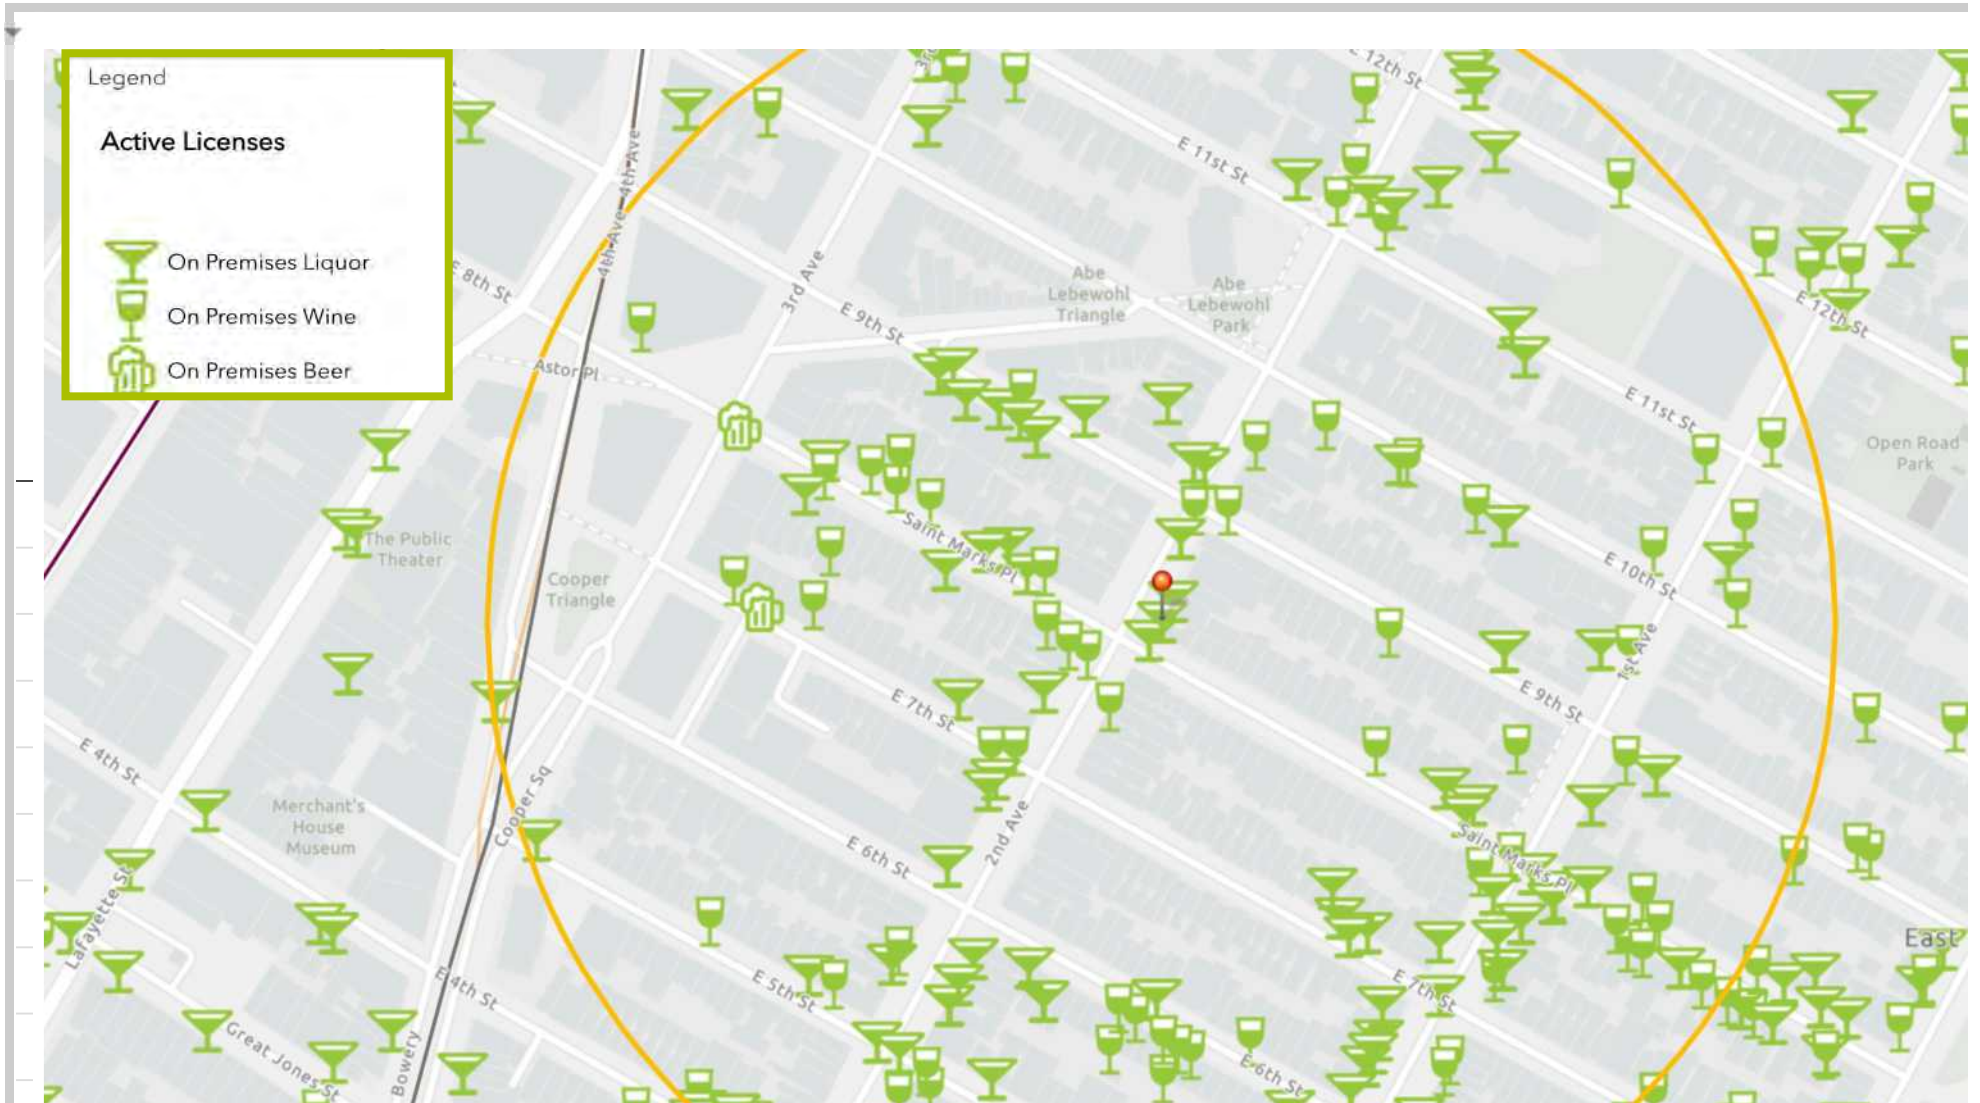 Legend
Active Licenses
On Premises Liquor
On Premises Wine
On Premises Beer
E 12th St
E 11st St
4th Ave
4th Ave
E 8th St
3rd Ave
E 9th St
Abe
Lebewohl
Triangle
Abe
Lebewohl
Park
E 12th St
Astor Pl
E 11st St
Open Road
Park
The Public
Theater
Saint Marks Pl
Cooper
Triangle
E 10th St
1st Ave
E 7th St
E 9th St
E 4th St
Merchant's
House
Museum
Cooper Sq
2nd Ave
E 6th St
Saint Marks Pl
Lafayette St
East
E 4th St
E 5th St
E 7th St
Great Jones St
Bowery
E 6th St